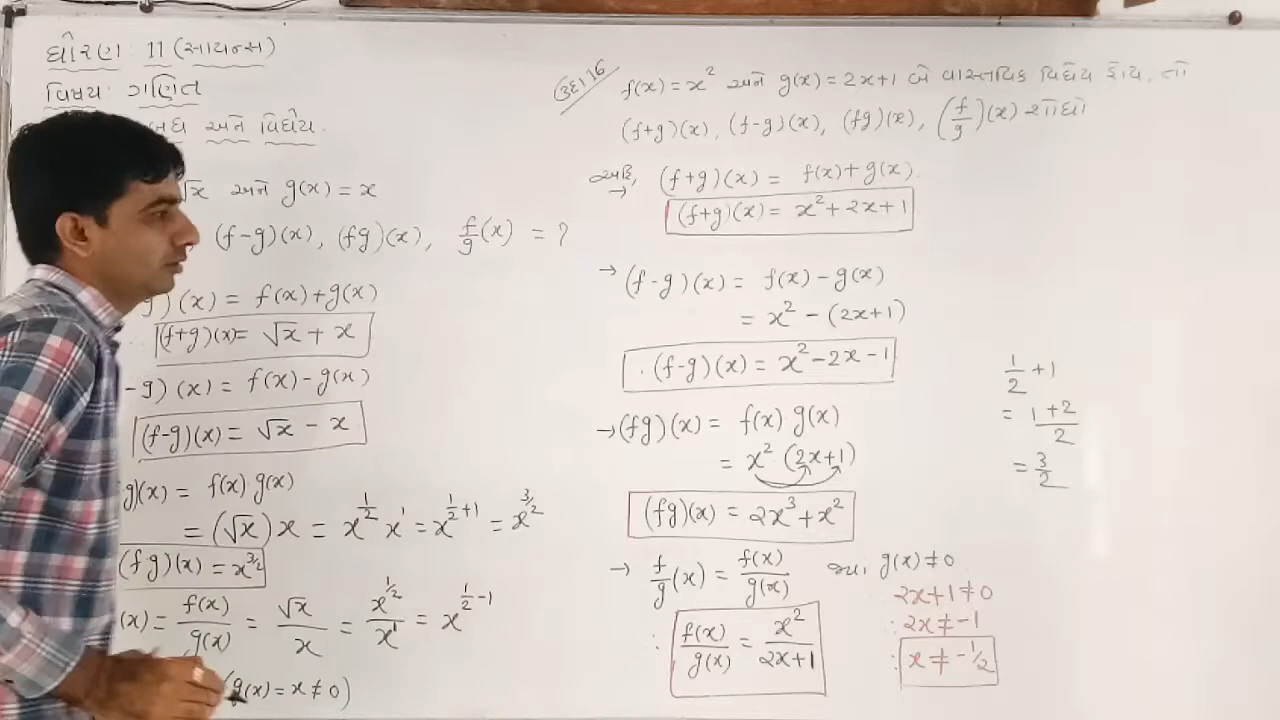 ધોરણ : 11 (સાયન્સ)
વિષય : ગણિત
બંધ અને વિધેય.
√x અને g(x) = x
(f-g)(x), (fg)(x), f/g(x) = ?
g)(x) = f(x)+g(x)
(f+g)(x) = √x + x
-g)(x) = f(x) - g(x)
(f-g)(x) = √x - x
g)(x) = f(x) g(x)
= (√x) x = x^(1/2) x^1 = x^(1/2+1) = x^(3/2)
(fg)(x) = x^(3/2)
(x) = f(x)/g(x) = √x/x = x^(1/2)/x^1 = x^(1/2-1)
g(x) = x ≠ 0)
ઉદા 16
f(x) = x² અને g(x) = 2x+1 બે વાસ્તવિક વિધેય હોય, તો
(f+g)(x), (f-g)(x), (fg)(x), (f/g)(x) શોધો
અહીં,
→ (f+g)(x) = f(x)+g(x).
(f+g)(x) = x²+2x+1
→ (f-g)(x) = f(x) - g(x)
= x² - (2x+1)
∴ (f-g)(x) = x²-2x-1
→ (fg)(x) = f(x) g(x)
= x² (2x+1)
(fg)(x) = 2x³+x²
→ f/g(x) = f(x)/g(x) જ્યાં g(x) ≠ 0
∴ f(x)/g(x) = x²/(2x+1)
∴ 2x+1 ≠ 0
∴ 2x ≠ -1
∴ x ≠ -1/2
1/2 + 1
= (1+2)/2
= 3/2